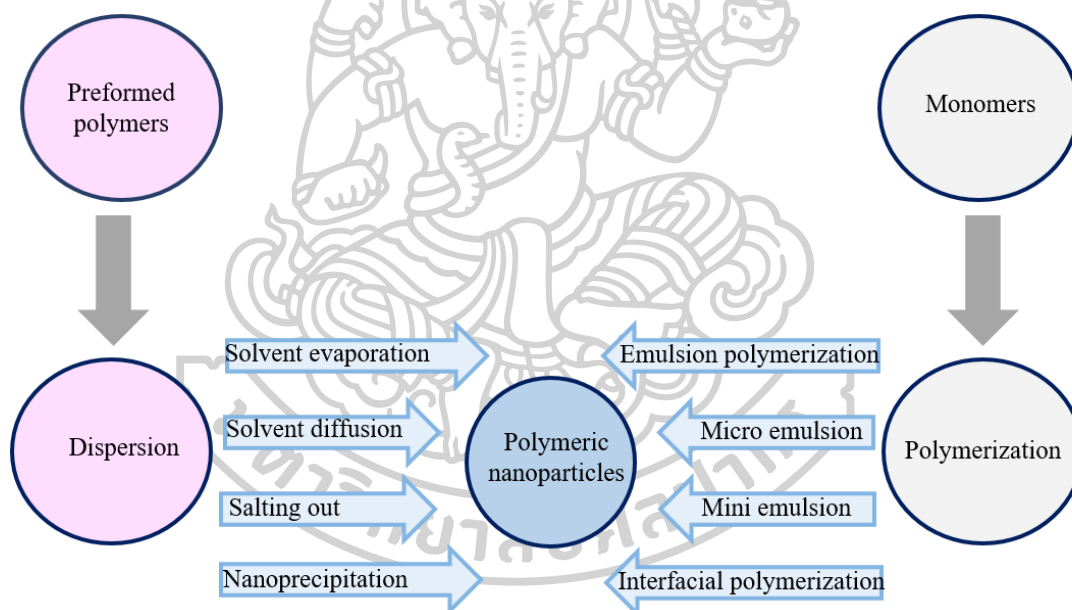 Preformed
polymers
Monomers
Solvent evaporation
Emulsion polymerization
Dispersion
Solvent diffusion
Polymeric
nanoparticles
Micro emulsion
Polymerization
Salting out
Mini emulsion
Nanoprecipitation
Interfacial polymerization